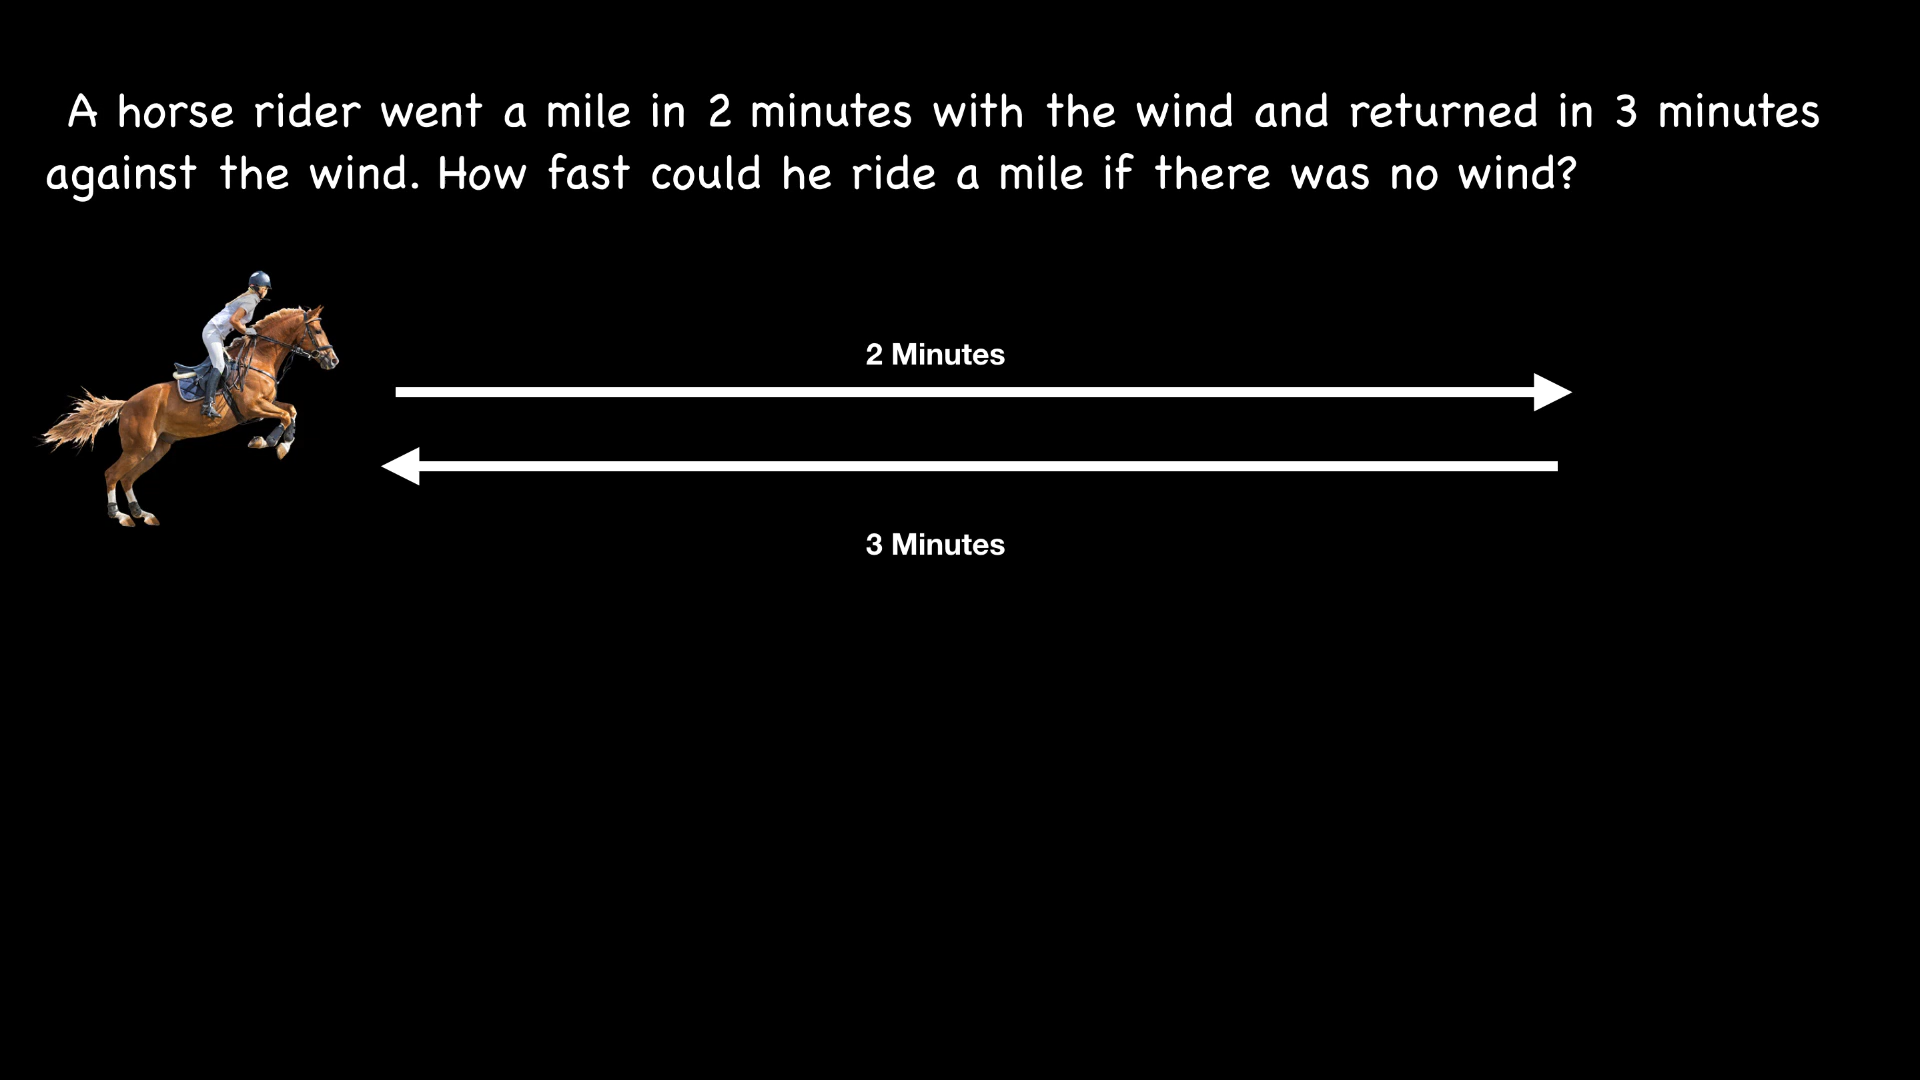 A horse rider went a mile in 2 minutes with the wind and returned in 3 minutes
against the wind. How fast could he ride a mile if there was no wind?
2 Minutes
3 Minutes